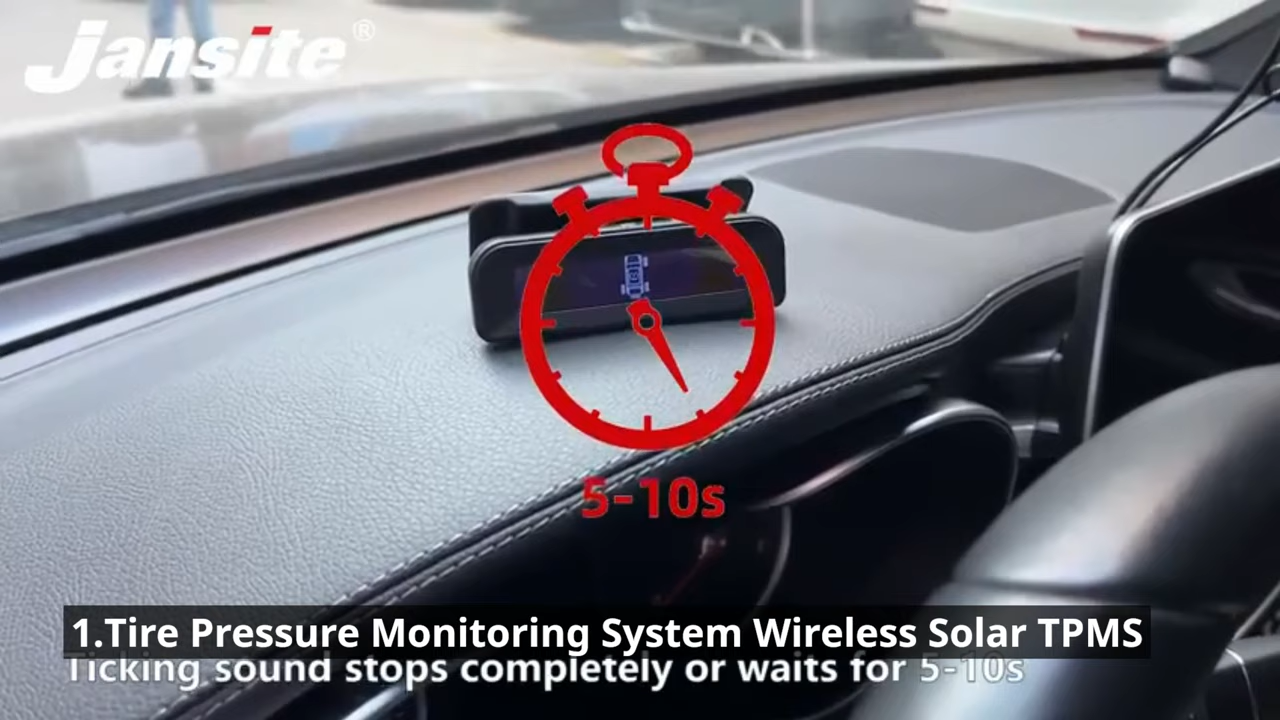 Jansite®
5-10s
1.Tire Pressure Monitoring System Wireless Solar TPMS
Ticking sound stops completely or waits for 5-10s